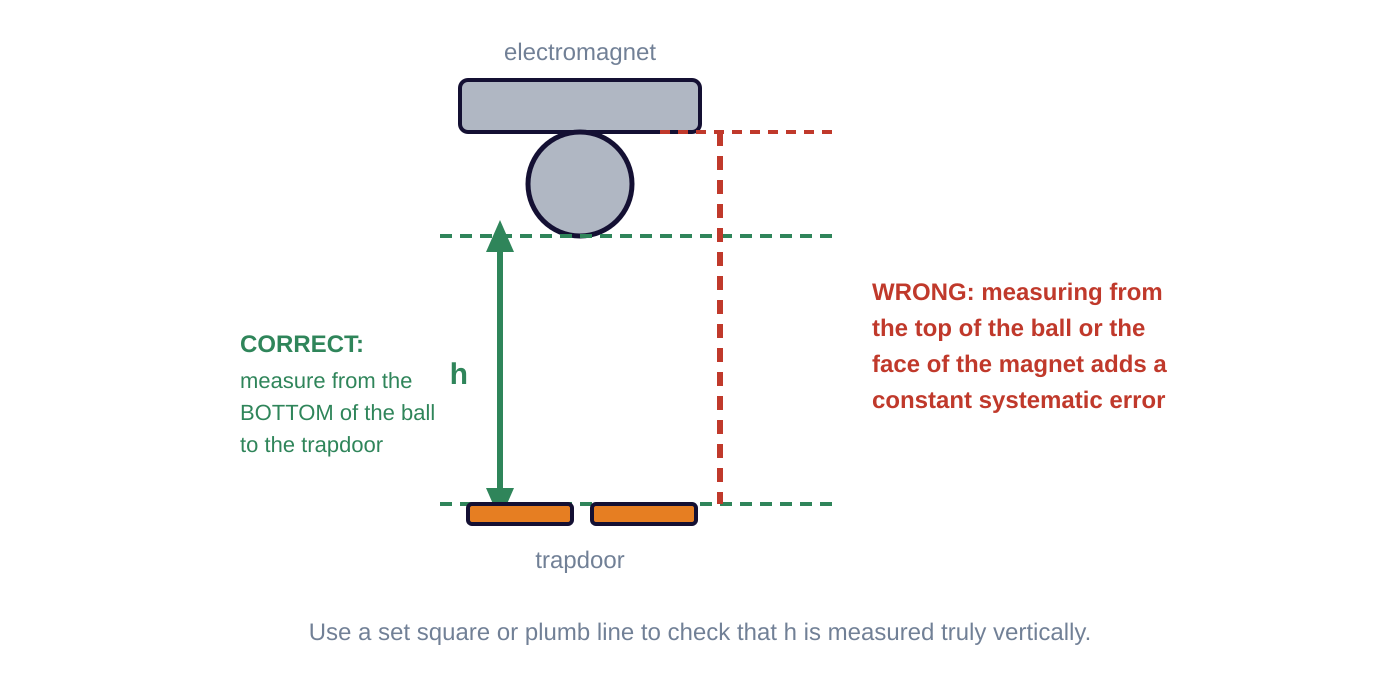 electromagnet
WRONG: measuring from
the top of the ball or the
face of the magnet adds a
constant systematic error
CORRECT:
measure from the
BOTTOM of the ball
to the trapdoor
h
trapdoor
Use a set square or plumb line to check that h is measured truly vertically.